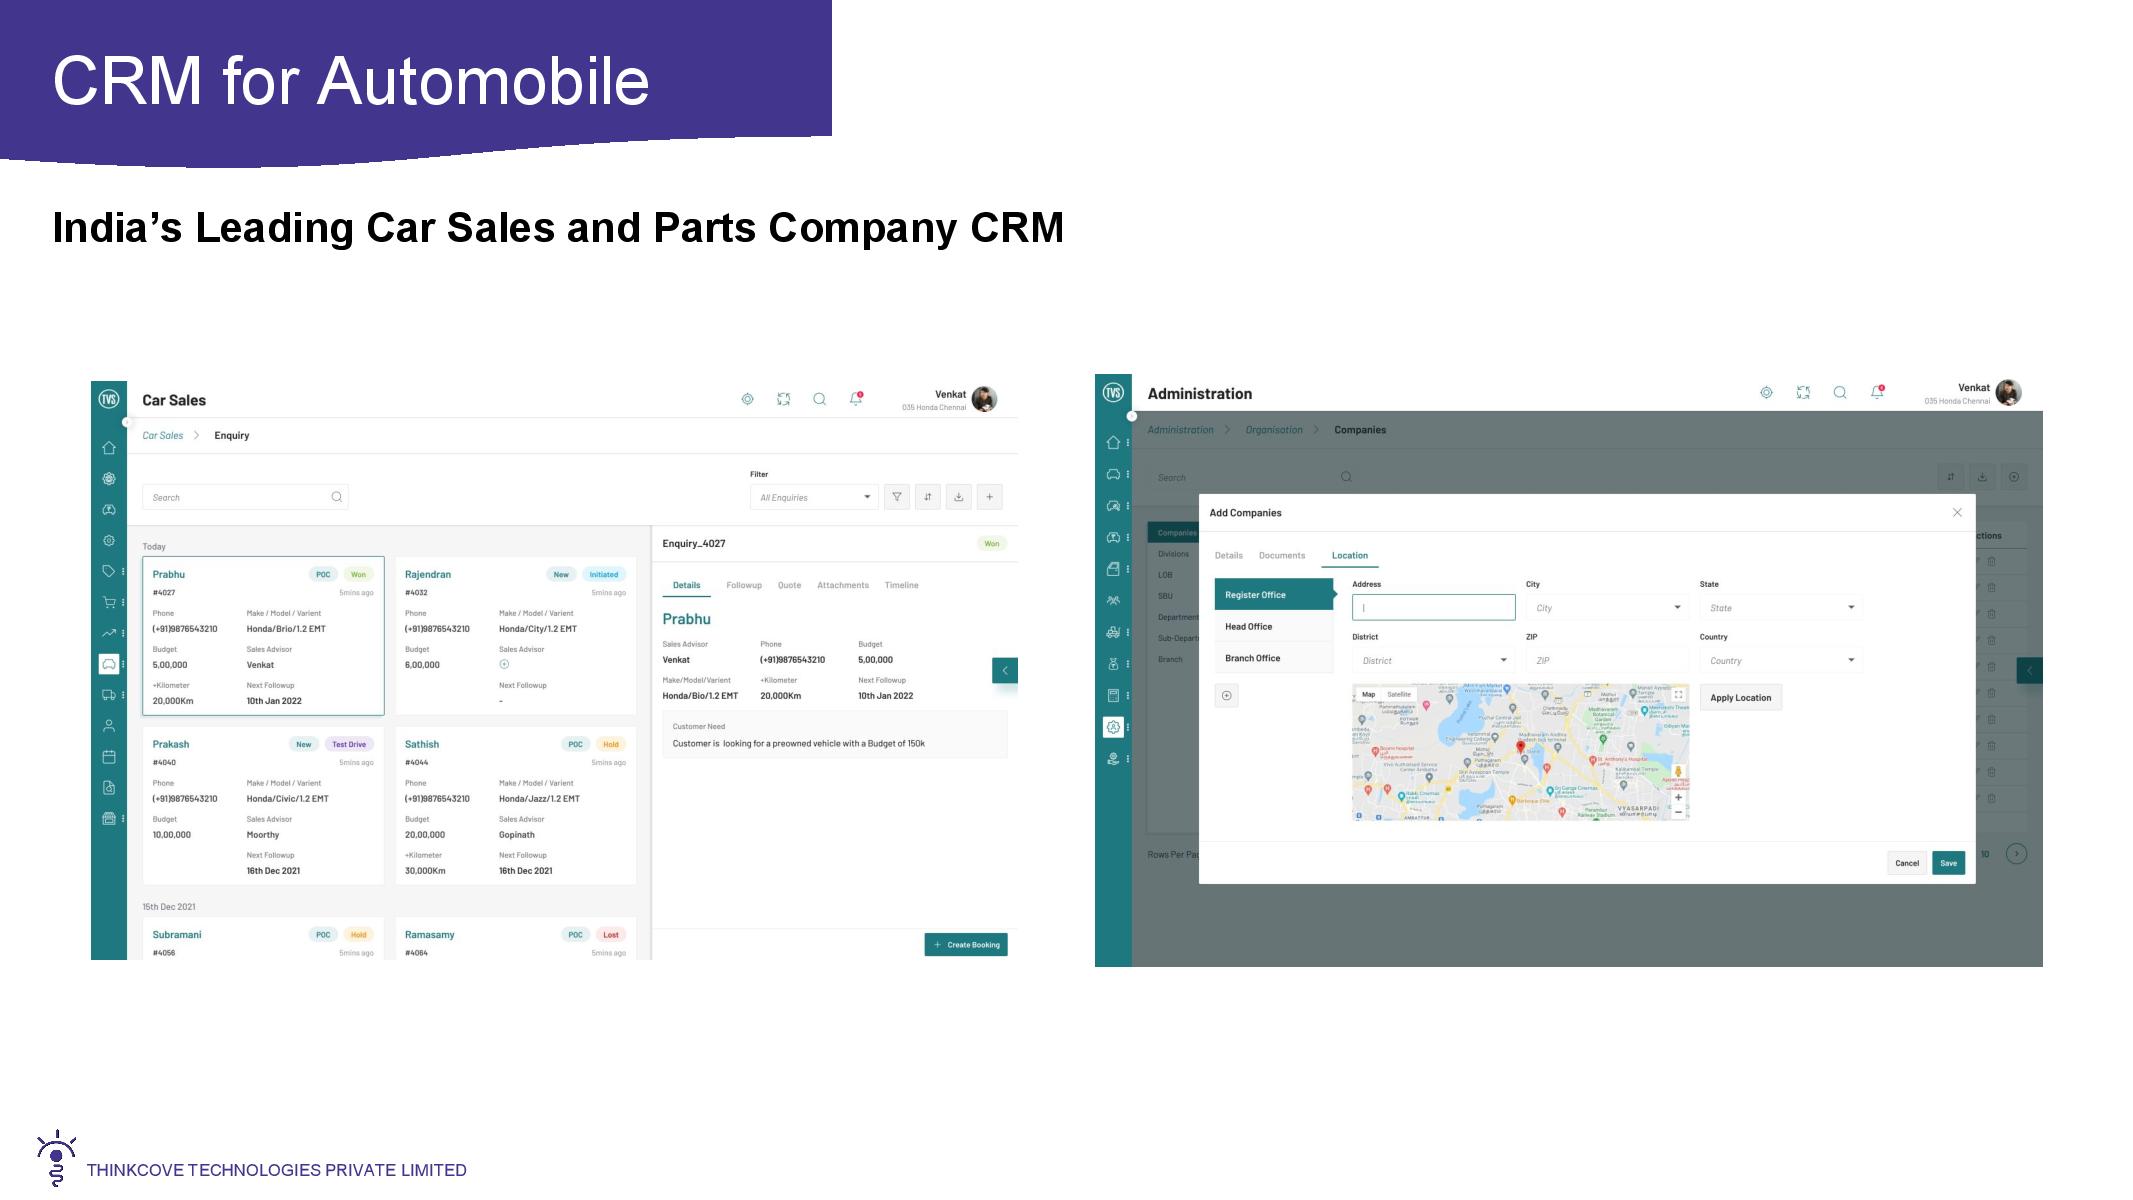 CRM for Automobile
India's Leading Car Sales and Parts Company CRM
TVS
Car Sales
Venkat
035 Honda Chennai
Car Sales > Enquiry
Filter
Search
All Enquiries
Today
Prabhu POC Won
#4027 5mins ago
Phone Make / Model / Varient
(+91)9876543210 Honda/Brio/1.2 EMT
Budget Sales Advisor
5,00,000 Venkat
+Kilometer Next Followup
20,000Km 10th Jan 2022
Rajendran New Initiated
#4032 5mins ago
Phone Make / Model / Varient
(+91)9876543210 Honda/City/1.2 EMT
Budget Sales Advisor
6,00,000
Next Followup
-
Prakash New Test Drive
#4040 5mins ago
Phone Make / Model / Varient
(+91)9876543210 Honda/Civic/1.2 EMT
Budget Sales Advisor
10,00,000 Moorthy
Next Followup
16th Dec 2021
Sathish POC Hold
#4044 5mins ago
Phone Make / Model / Varient
(+91)9876543210 Honda/Jazz/1.2 EMT
Budget Sales Advisor
20,00,000 Gopinath
+Kilometer Next Followup
30,000Km 16th Dec 2021
15th Dec 2021
Subramani POC Hold
#4056 5mins ago
Ramasamy POC Lost
#4064 5mins ago
Enquiry_4027 Won
Details Followup Quote Attachments Timeline
Prabhu
Sales Advisor Phone Budget
Venkat (+91)9876543210 5,00,000
Make/Model/Varient +Kilometer Next Followup
Honda/Bio/1.2 EMT 20,000Km 10th Jan 2022
Customer Need
Customer is looking for a preowned vehicle with a Budget of 150k
+ Create Booking
TVS
Administration
Venkat
035 Honda Chennai
Administration > Organisation > Companies
Search
Companies
Divisions
LOB
SBU
Department
Sub-Depart
Branch
ctions
Rows Per Pag
10
Add Companies
Details Documents Location
Register Office
Head Office
Branch Office
Address City State
City State
District ZIP Country
District ZIP Country
Map Satellite
VYASARPADI
AMBATTUR
Apply Location
Cancel Save
THINKCOVE TECHNOLOGIES PRIVATE LIMITED